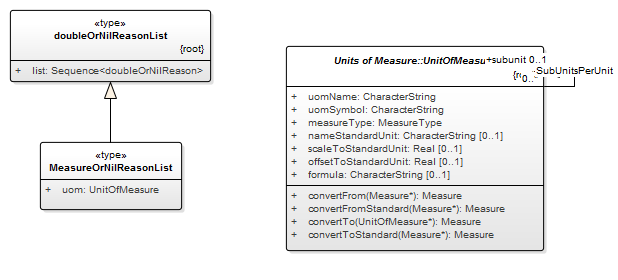 «type»
doubleOrNilReasonList
{root}
+ list: Sequence<doubleOrNilReason>
«type»
MeasureOrNilReasonList
+ uom: UnitOfMeasure
Units of Measure::UnitOfMeasu
+subunit 0..1
-SubUnitsPerUnit
0..
+ uomName: CharacterString
+ uomSymbol: CharacterString
+ measureType: MeasureType
+ nameStandardUnit: CharacterString [0..1]
+ scaleToStandardUnit: Real [0..1]
+ offsetToStandardUnit: Real [0..1]
+ formula: CharacterString [0..1]
+ convertFrom(Measure*): Measure
+ convertFromStandard(Measure*): Measure
+ convertTo(UnitOfMeasure*): Measure
+ convertToStandard(Measure*): Measure